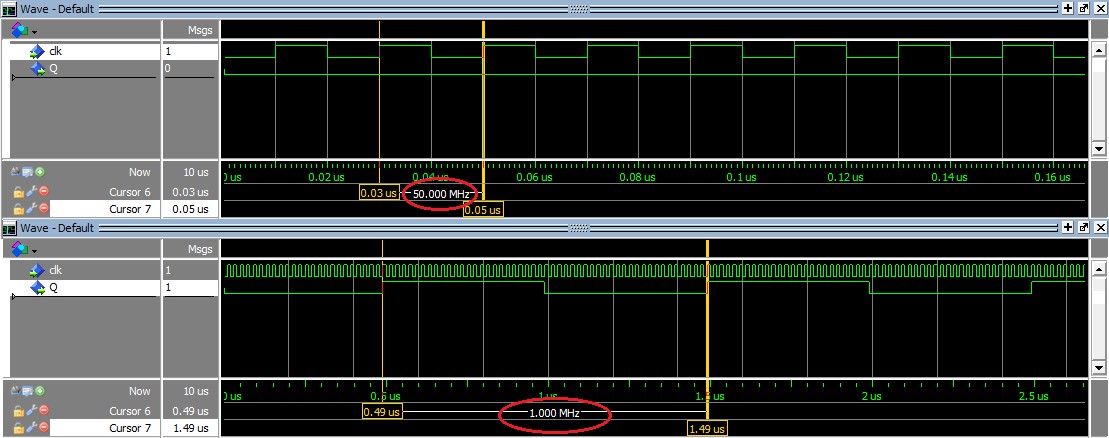 Wave - Default
Msgs
clk 1
Q 0
Now 10 us
Cursor 6 0.03 us
Cursor 7 0.05 us
us 0.02 us 0.04 us 0.06 us 0.08 us 0.1 us 0.12 us 0.14 us 0.16 us
0.03 us 50.000 MHz
0.05 us
Wave - Default
Msgs
clk 1
Q 1
Now 10 us
Cursor 6 0.49 us
Cursor 7 1.49 us
us 0.5 us 1 us 1.5 us 2 us 2.5 us
0.49 us 1.000 MHz
1.49 us